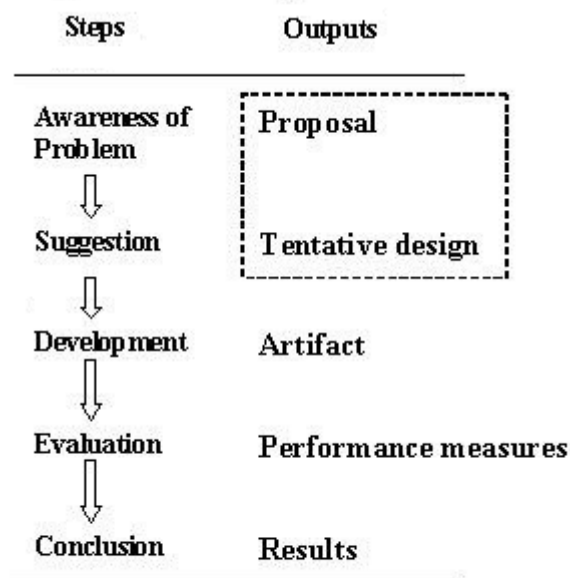 Steps Outputs
Awareness of Proposal
Problem
Suggestion Tentative design
Development Artifact
Evaluation Performance measures
Conclusion Results